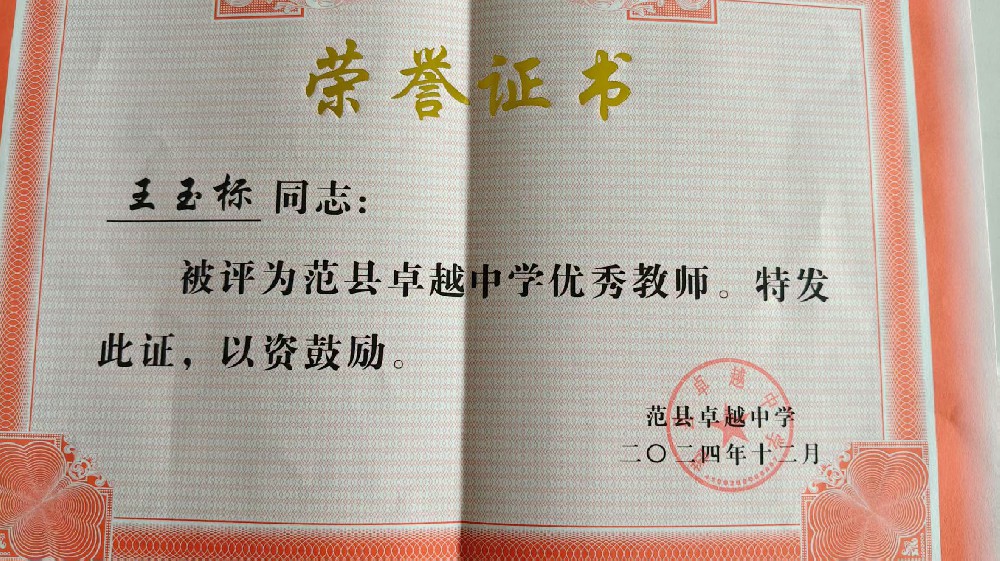 荣誉证书
王玉标 同志：
被评为范县卓越中学优秀教师。特发
此证，以资鼓励。
范县卓越中学
二〇二四年十二月